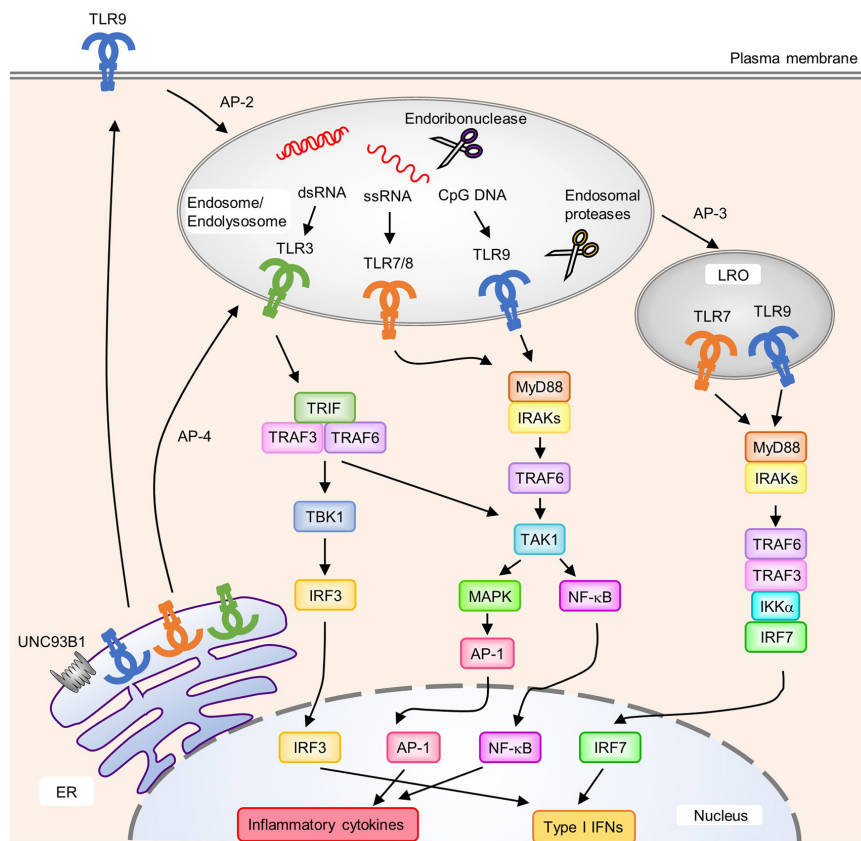 TLR9
Plasma membrane
AP-2
Endoribonuclease
dsRNA
ssRNA
CpG DNA
Endosome/
Endolysosome
Endosomal
proteases
AP-3
TLR3
TLR7/8
TLR9
LRO
TLR7
TLR9
AP-4
TRIF
TRAF3
TRAF6
MyD88
IRAKs
TRAF6
MyD88
IRAKs
TBK1
TAK1
TRAF6
TRAF3
IKKα
IRF7
IRF3
MAPK
NF-κB
AP-1
UNC93B1
IRF3
AP-1
NF-κB
IRF7
ER
Inflammatory cytokines
Type I IFNs
Nucleus